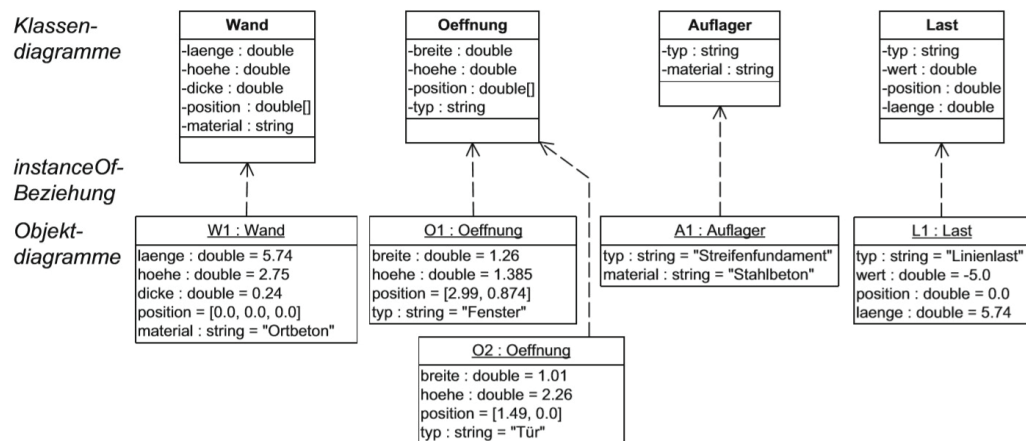 Klassen-
diagramme
Wand
-laenge : double
-hoehe : double
-dicke : double
-position : double[]
-material : string
Oeffnung
-breite : double
-hoehe : double
-position : double[]
-typ : string
Auflager
-typ : string
-material : string
Last
-typ : string
-wert : double
-position : double
-laenge : double
instanceOf-
Beziehung
Objekt-
diagramme
W1 : Wand
laenge : double = 5.74
hoehe : double = 2.75
dicke : double = 0.24
position = [0.0, 0.0, 0.0]
material : string = "Ortbeton"
O1 : Oeffnung
breite : double = 1.26
hoehe : double = 1.385
position = [2.99, 0.874]
typ : string = "Fenster"
A1 : Auflager
typ : string = "Streifenfundament"
material : string = "Stahlbeton"
L1 : Last
typ : string = "Linienlast"
wert : double = -5.0
position : double = 0.0
laenge : double = 5.74
O2 : Oeffnung
breite : double = 1.01
hoehe : double = 2.26
position = [1.49, 0.0]
typ : string = "Tür"